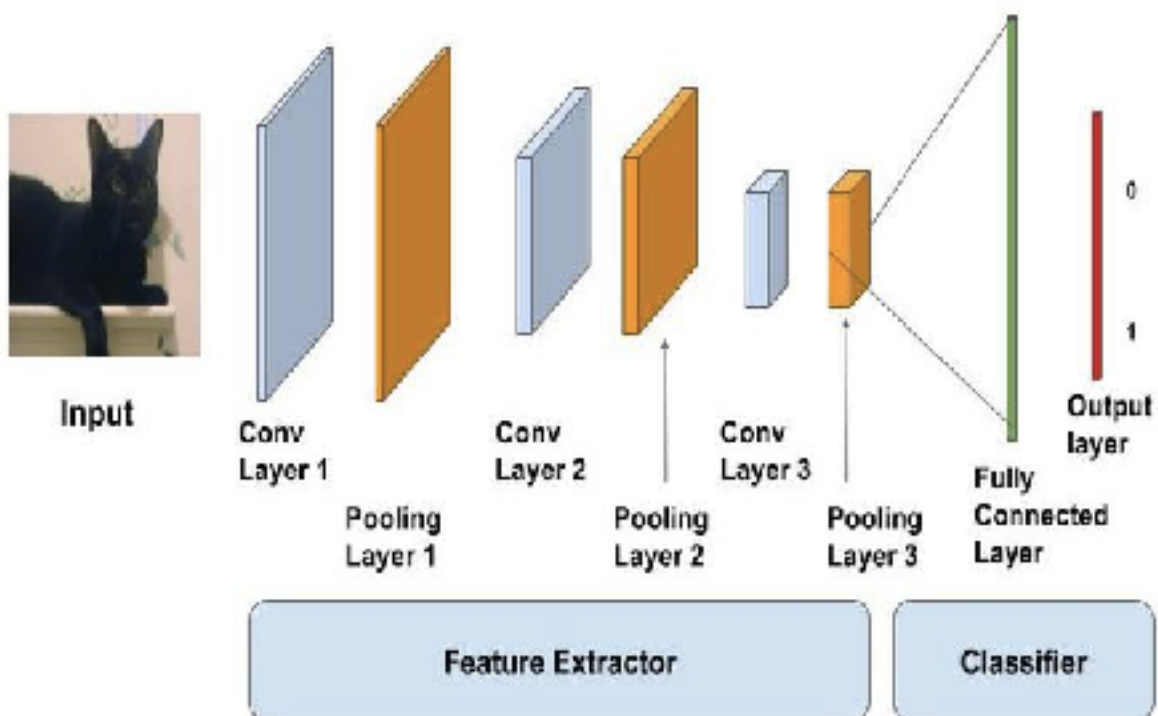 Input
Conv
Layer 1
Pooling
Layer 1
Conv
Layer 2
Pooling
Layer 2
Conv
Layer 3
Pooling
Layer 3
Fully
Connected
Layer
0
1
Output
layer
Feature Extractor
Classifier